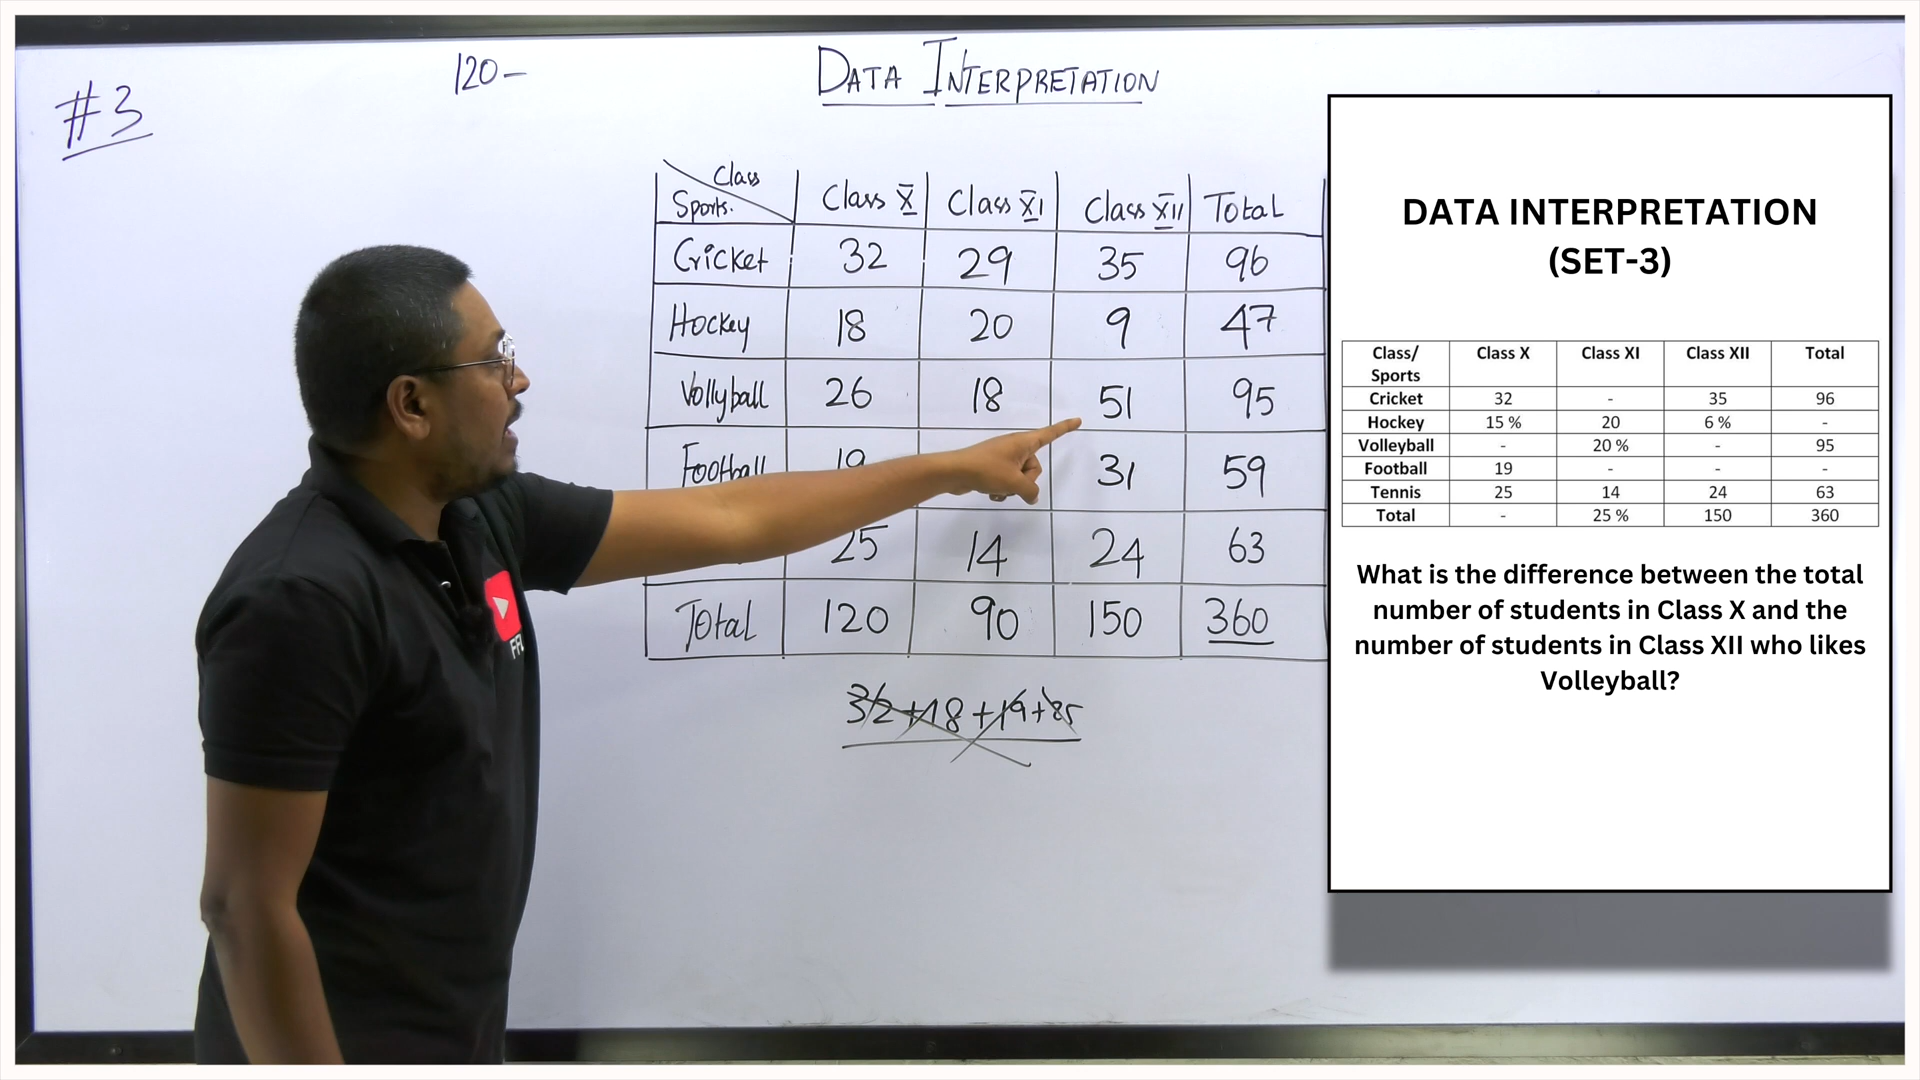 #3
120-
DATA INTERPRETATION
Class
Sports. Class X Class XI Class XII Total
Cricket 32 29 35 96
Hockey 18 20 9 47
Vollyball 26 18 51 95
Football 19 31 59
25 14 24 63
Total 120 90 150 360
32+18+19+25
DATA INTERPRETATION
(SET-3)
Class/ Class X Class XI Class XII Total
Sports
Cricket 32 - 35 96
Hockey 15 % 20 6 % -
Volleyball - 20 % - 95
Football 19 - - -
Tennis 25 14 24 63
Total - 25 % 150 360
What is the difference between the total
number of students in Class X and the
number of students in Class XII who likes
Volleyball?